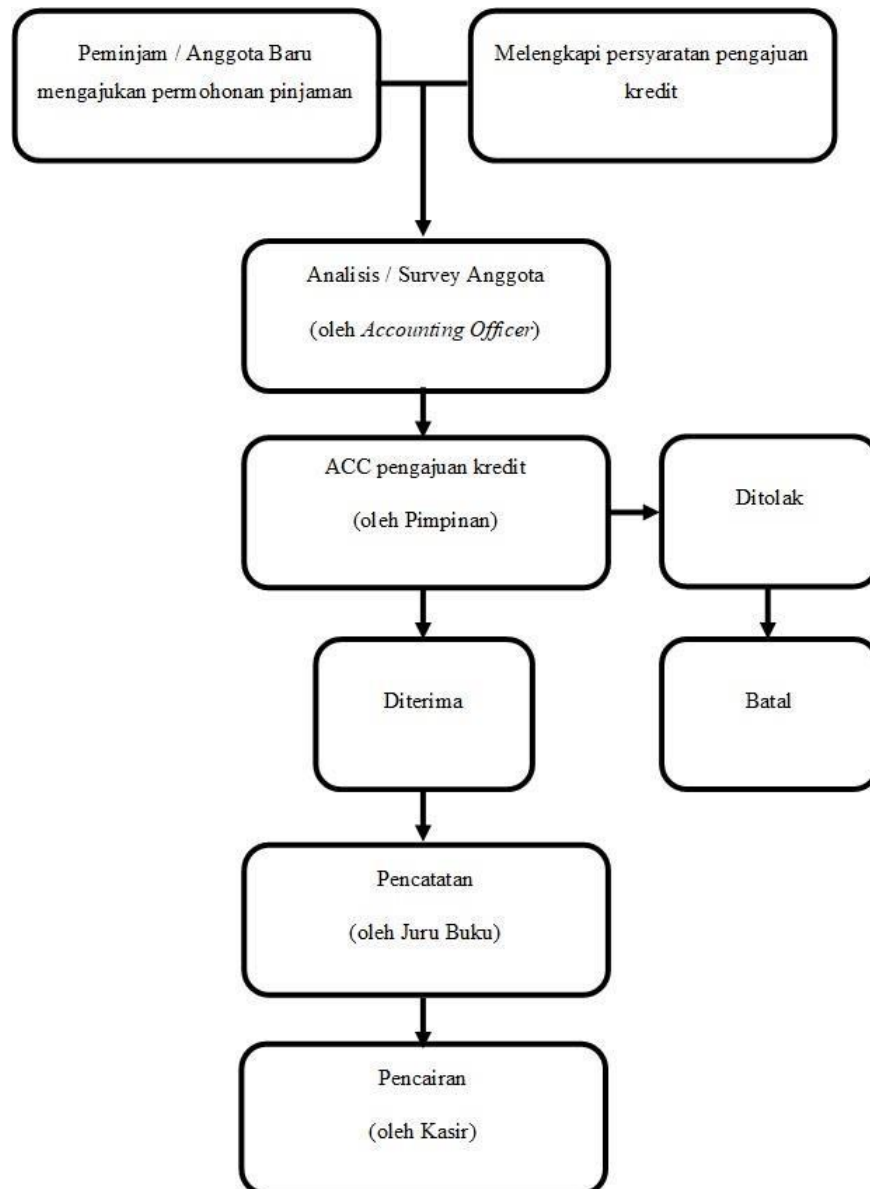 Peminjam / Anggota Baru
mengajukan permohonan pinjaman
Melengkapi persyaratan pengajuan
kredit
Analisis / Survey Anggota
(oleh Accounting Officer)
ACC pengajuan kredit
(oleh Pimpinan)
Ditolak
Diterima
Batal
Pencatatan
(oleh Juru Buku)
Pencairan
(oleh Kasir)